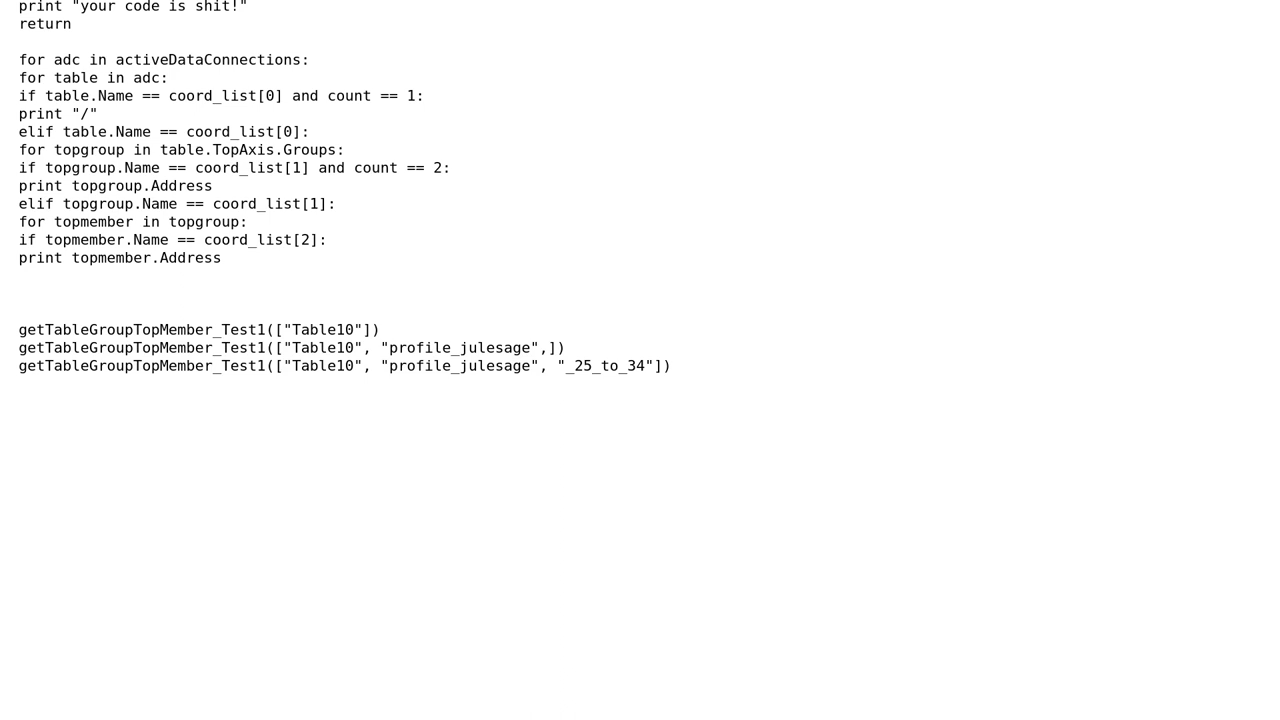 print "your code is shit!"
return
for adc in activeDataConnections:
for table in adc:
if table.Name == coord_list[0] and count == 1:
print "/"
elif table.Name == coord_list[0]:
for topgroup in table.TopAxis.Groups:
if topgroup.Name == coord_list[1] and count == 2:
print topgroup.Address
elif topgroup.Name == coord_list[1]:
for topmember in topgroup:
if topmember.Name == coord_list[2]:
print topmember.Address
getTableGroupTopMember_Test1(["Table10"])
getTableGroupTopMember_Test1(["Table10", "profile_julesage",])
getTableGroupTopMember_Test1(["Table10", "profile_julesage", "_25_to_34"])